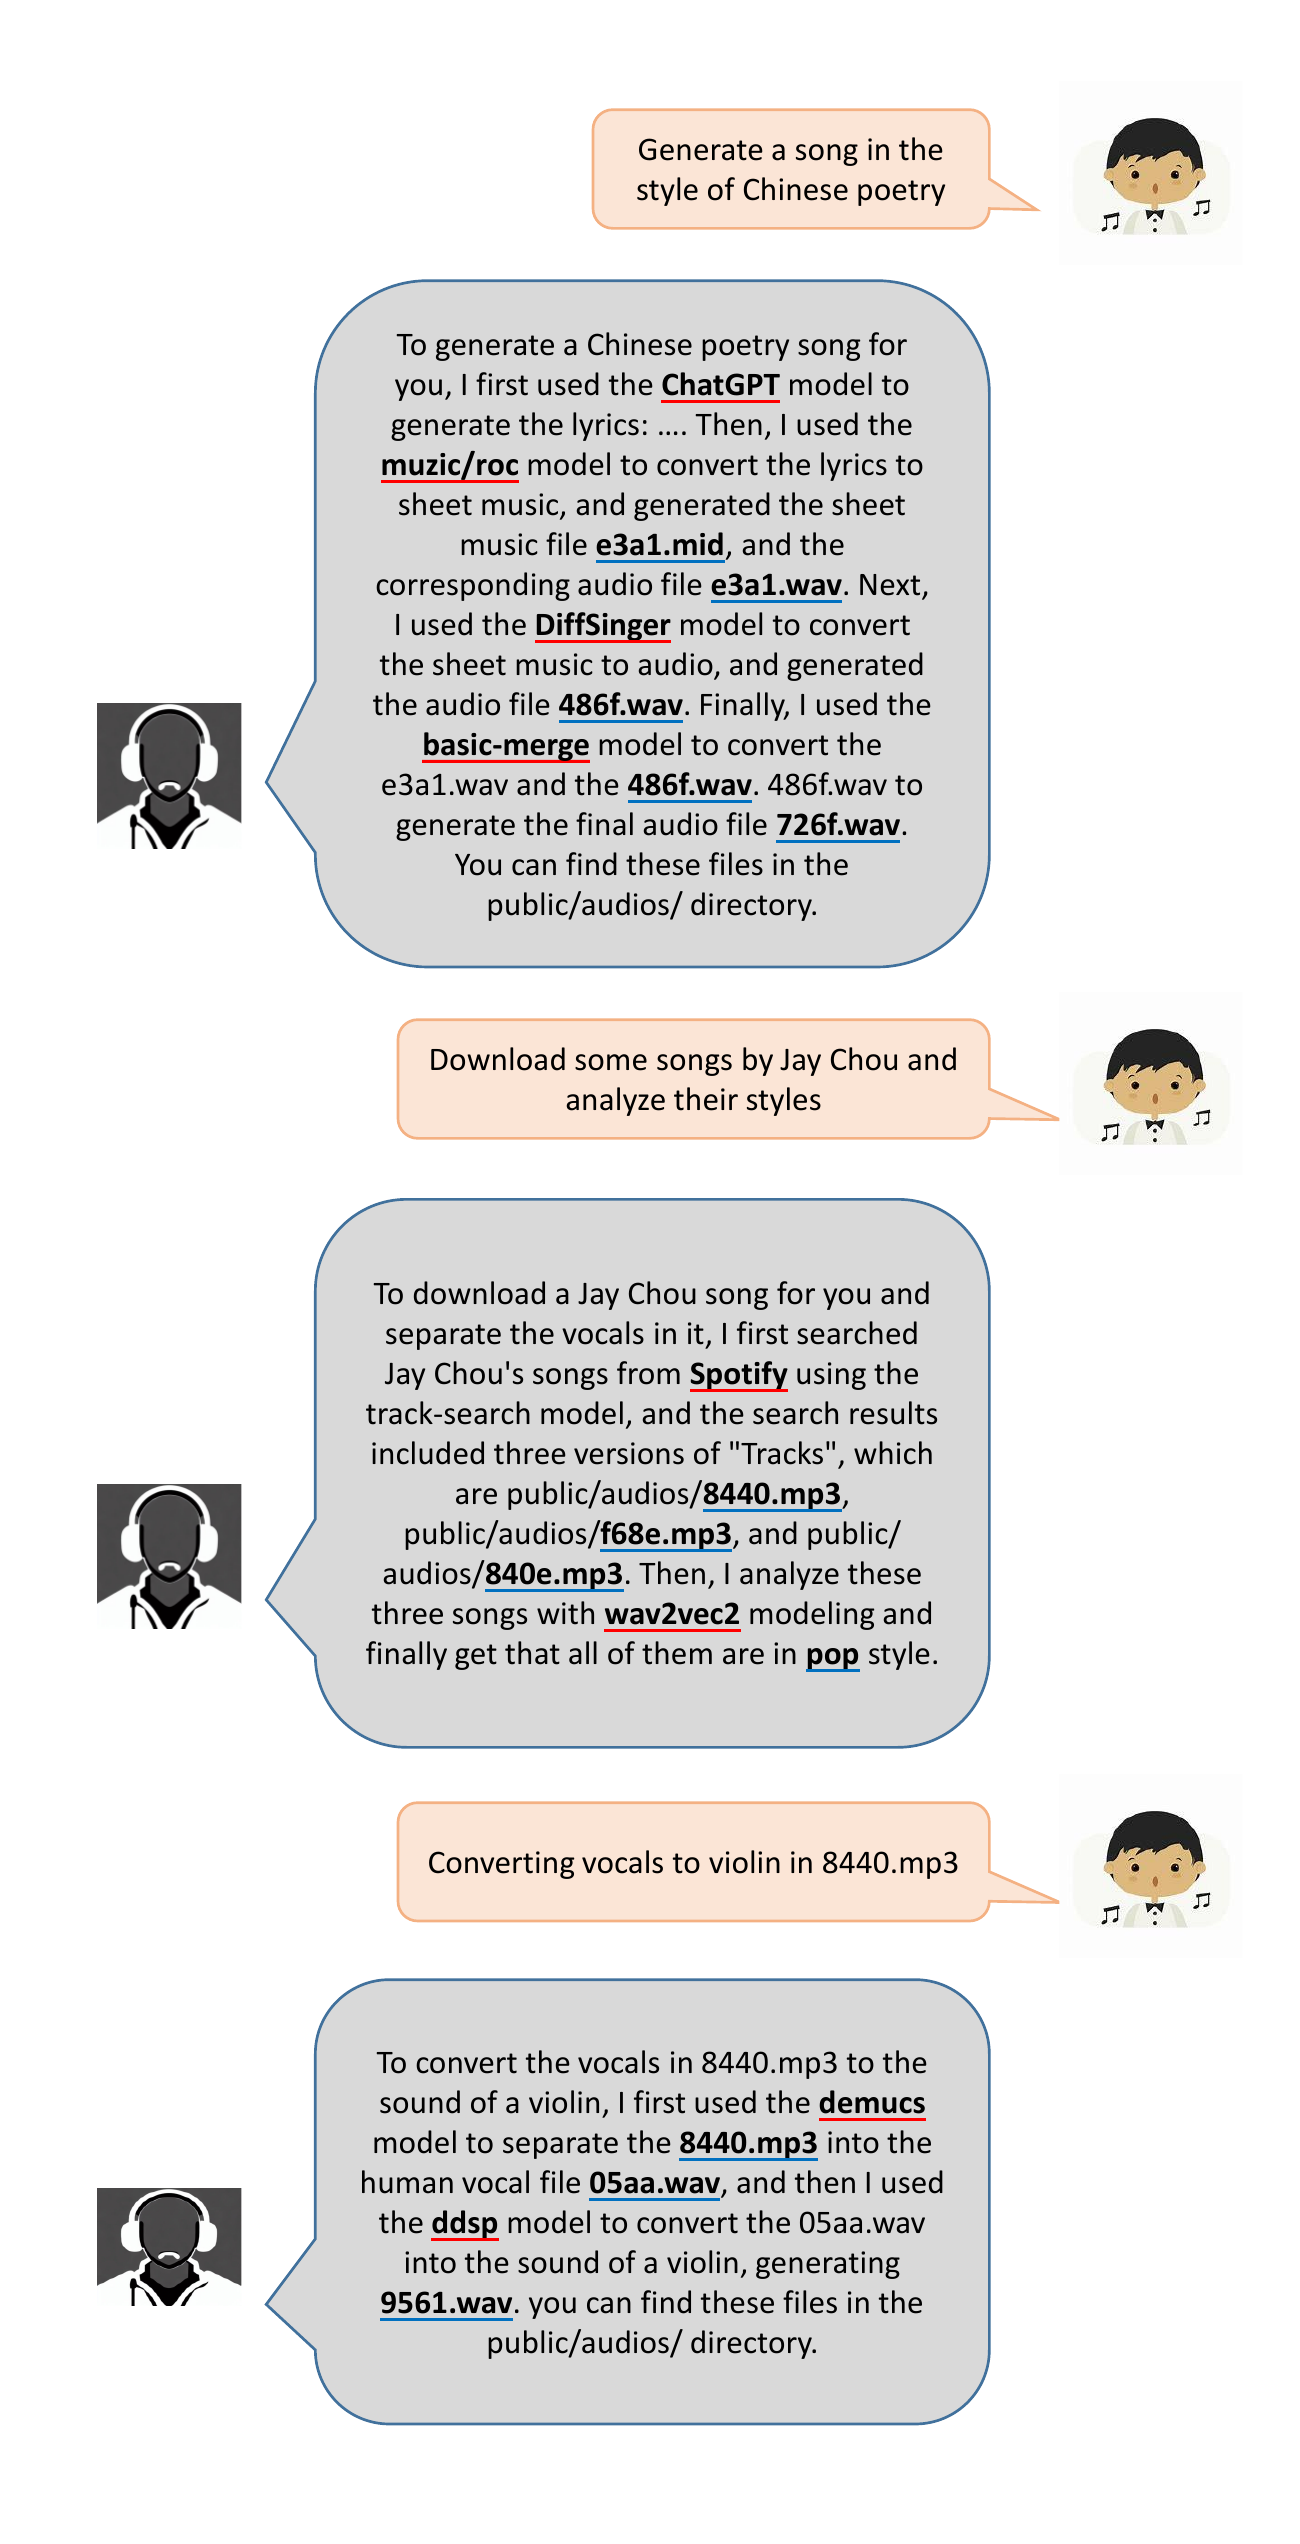 Generate a song in the
style of Chinese poetry
To generate a Chinese poetry song for
you, I first used the ChatGPT model to
generate the lyrics: .... Then, I used the
muzic/roc model to convert the lyrics to
sheet music, and generated the sheet
music file e3a1.mid, and the
corresponding audio file e3a1.wav. Next,
I used the DiffSinger model to convert
the sheet music to audio, and generated
the audio file 486f.wav. Finally, I used the
basic-merge model to convert the
e3a1.wav and the 486f.wav. 486f.wav to
generate the final audio file 726f.wav.
You can find these files in the
public/audios/ directory.
Download some songs by Jay Chou and
analyze their styles
To download a Jay Chou song for you and
separate the vocals in it, I first searched
Jay Chou's songs from Spotify using the
track-search model, and the search results
included three versions of "Tracks", which
are public/audios/8440.mp3,
public/audios/f68e.mp3, and public/
audios/840e.mp3. Then, I analyze these
three songs with wav2vec2 modeling and
finally get that all of them are in pop style.
Converting vocals to violin in 8440.mp3
To convert the vocals in 8440.mp3 to the
sound of a violin, I first used the demucs
model to separate the 8440.mp3 into the
human vocal file 05aa.wav, and then I used
the ddsp model to convert the 05aa.wav
into the sound of a violin, generating
9561.wav. you can find these files in the
public/audios/ directory.